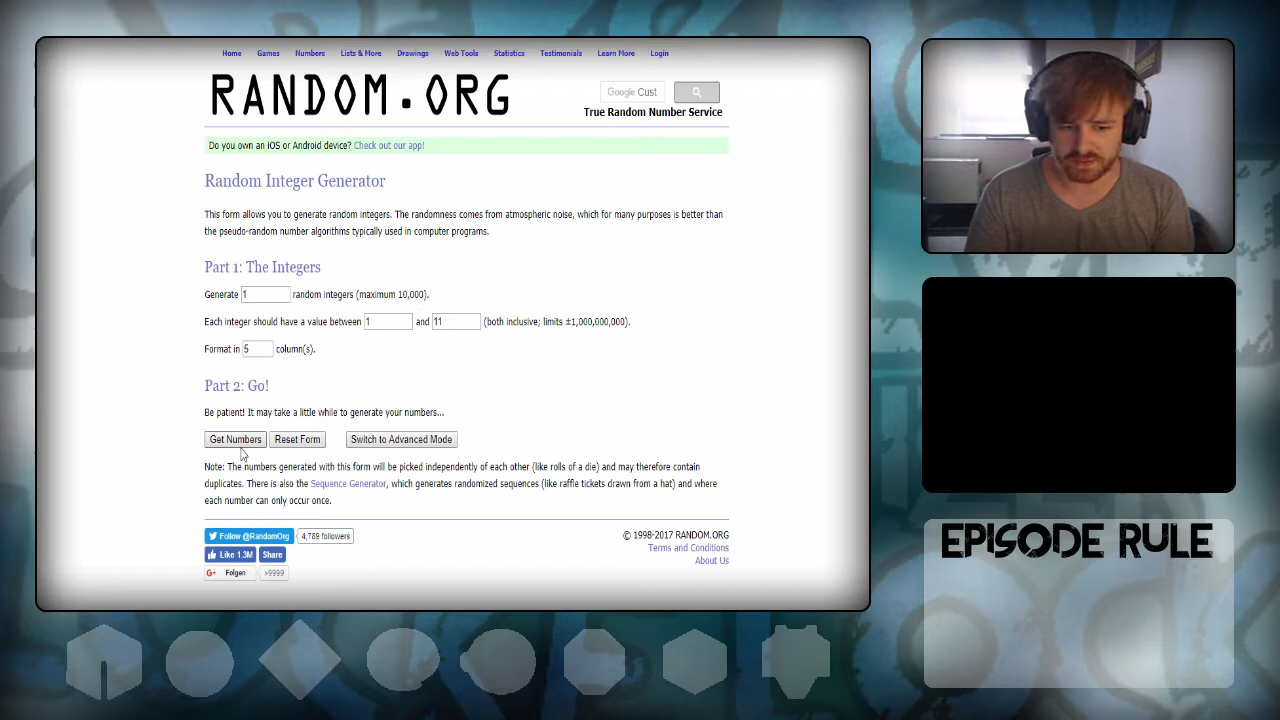 Home Games Numbers Lists & More Drawings Web Tools Statistics Testimonials Learn More Login
RANDOM.ORG
Google Cust
True Random Number Service
Do you own an iOS or Android device? Check out our app!
Random Integer Generator
This form allows you to generate random integers. The randomness comes from atmospheric noise, which for many purposes is better than
the pseudo-random number algorithms typically used in computer programs.
Part 1: The Integers
Generate 1 random integers (maximum 10,000).
Each integer should have a value between 1 and 11 (both inclusive; limits ±1,000,000,000).
Format in 5 column(s).
Part 2: Go!
Be patient! It may take a little while to generate your numbers...
Get Numbers Reset Form Switch to Advanced Mode
Note: The numbers generated with this form will be picked independently of each other (like rolls of a die) and may therefore contain
duplicates. There is also the Sequence Generator, which generates randomized sequences (like raffle tickets drawn from a hat) and where
each number can only occur once.
Follow @RandomOrg 4,789 followers
Like 1.3M Share
G+ Folgen >9999
© 1998-2017 RANDOM.ORG
Terms and Conditions
About Us
EPISODE RULE